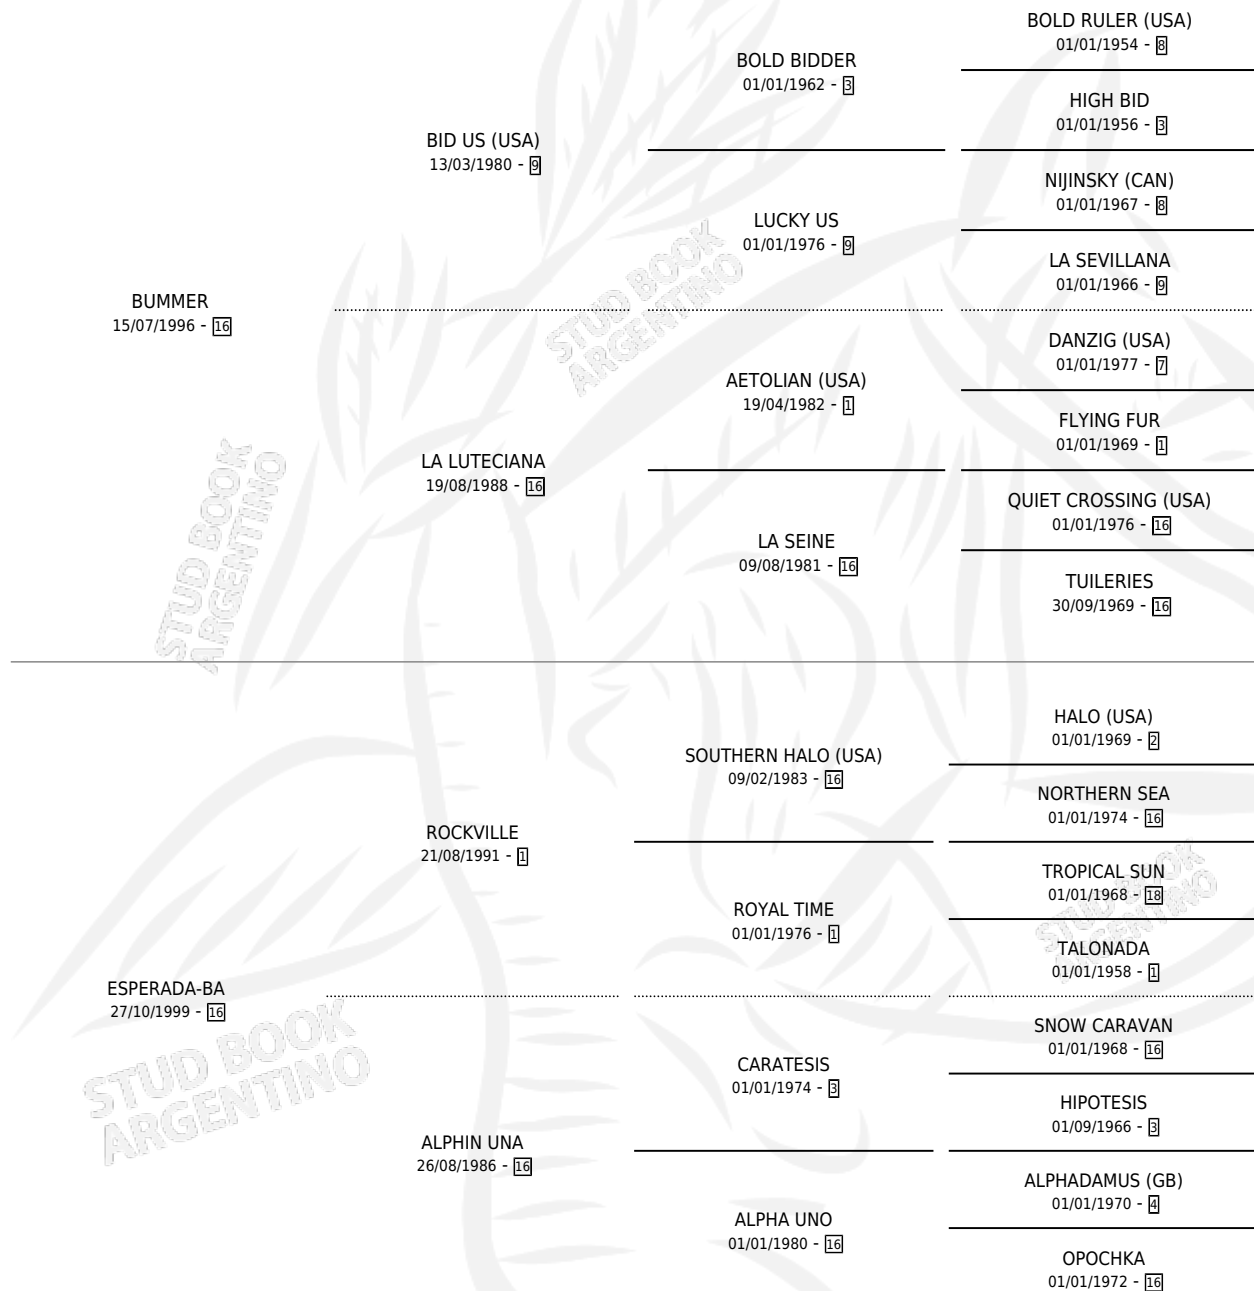 BOLD RULER (USA)
01/01/1954 - 8
BOLD BIDDER
01/01/1962 - 3
HIGH BID
01/01/1956 - 3
BID US (USA)
13/03/1980 - 9
NIJINSKY (CAN)
01/01/1967 - 8
LUCKY US
01/01/1976 - 9
LA SEVILLANA
01/01/1966 - 9
BUMMER
15/07/1996 - 16
DANZIG (USA)
01/01/1977 - 7
AETOLIAN (USA)
19/04/1982 - 1
FLYING FUR
01/01/1969 - 1
LA LUTECIANA
19/08/1988 - 16
QUIET CROSSING (USA)
01/01/1976 - 16
LA SEINE
09/08/1981 - 16
TUILERIES
30/09/1969 - 16
HALO (USA)
01/01/1969 - 2
SOUTHERN HALO (USA)
09/02/1983 - 16
NORTHERN SEA
01/01/1974 - 16
ROCKVILLE
21/08/1991 - 1
TROPICAL SUN
01/01/1968 - 18
ROYAL TIME
01/01/1976 - 1
TALONADA
01/01/1958 - 1
ESPERADA-BA
27/10/1999 - 16
SNOW CARAVAN
01/01/1968 - 16
CARATESIS
01/01/1974 - 3
HIPOTESIS
01/09/1966 - 3
ALPHIN UNA
26/08/1986 - 16
ALPHADAMUS (GB)
01/01/1970 - 4
ALPHA UNO
01/01/1980 - 16
OPOCHKA
01/01/1972 - 16
STUD BOOK
ARGENTINO
STUD BOOK
ARGENTINO
STUD BOOK
ARGENTINO
STUD BOOK
ARGENTINO